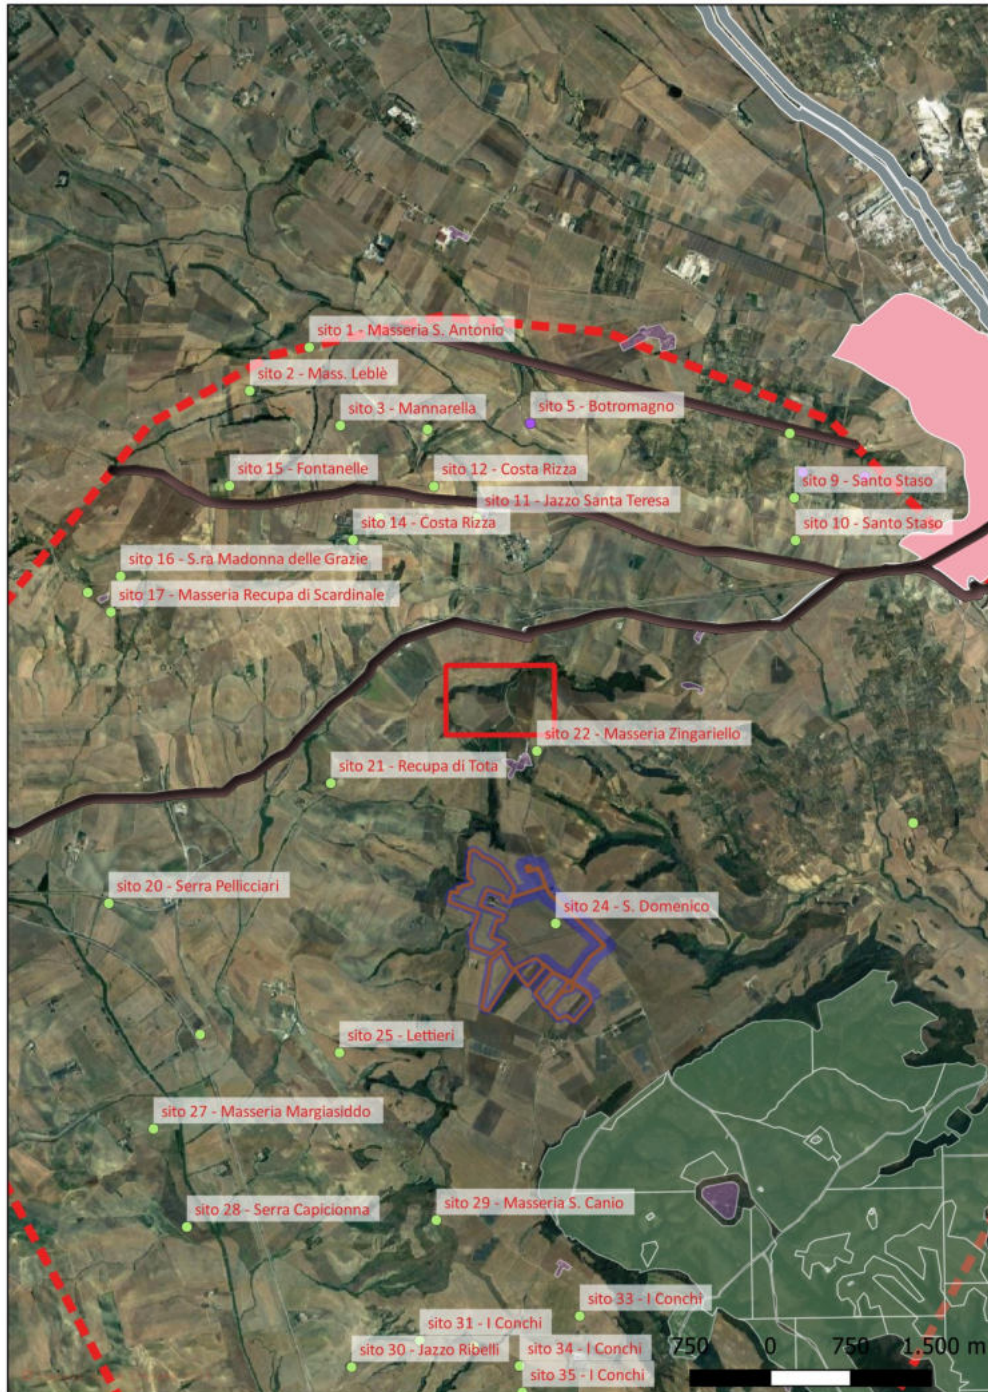 sito 1 - Masseria S. Antonio
sito 2 - Mass. Leblè
sito 3 - Mannarella
sito 5 - Botromagno
sito 15 - Fontanelle
sito 12 - Costa Rizza
sito 9 - Santo Staso
sito 11 - Jazzo Santa Teresa
sito 14 - Costa Rizza
sito 10 - Santo Staso
sito 16 - S.ra Madonna delle Grazie
sito 17 - Masseria Recupa di Scardinale
sito 22 - Masseria Zingariello
sito 21 - Recupa di Tota
sito 20 - Serra Pellicciari
sito 24 - S. Domenico
sito 25 - Lettieri
sito 27 - Masseria Margiasiddo
sito 28 - Serra Capicionna
sito 29 - Masseria S. Canio
sito 33 - I Conchi
sito 31 - I Conchi
sito 30 - Jazzo Ribelli
sito 34 - I Conchi
sito 35 - I Conchi
750 0 750 1.500 m